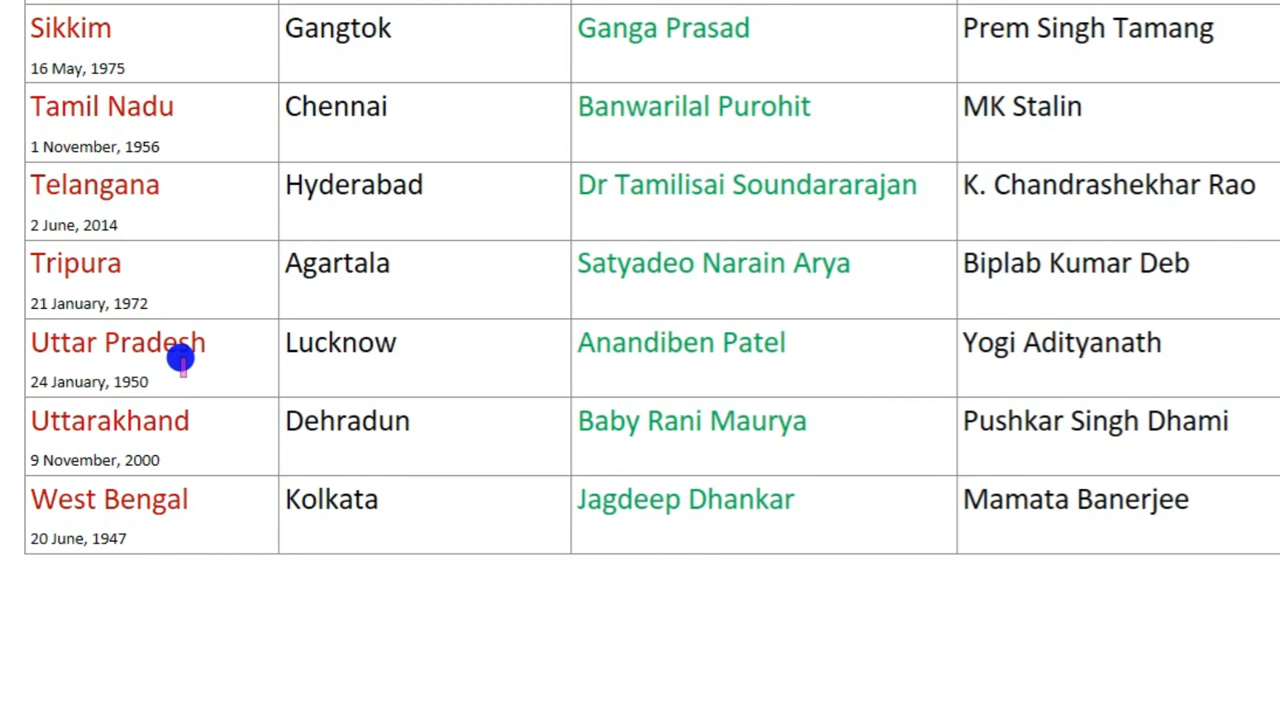 Sikkim Gangtok Ganga Prasad Prem Singh Tamang
16 May, 1975
Tamil Nadu Chennai Banwarilal Purohit MK Stalin
1 November, 1956
Telangana Hyderabad Dr Tamilisai Soundararajan K. Chandrashekhar Rao
2 June, 2014
Tripura Agartala Satyadeo Narain Arya Biplab Kumar Deb
21 January, 1972
Uttar Pradesh Lucknow Anandiben Patel Yogi Adityanath
24 January, 1950
Uttarakhand Dehradun Baby Rani Maurya Pushkar Singh Dhami
9 November, 2000
West Bengal Kolkata Jagdeep Dhankar Mamata Banerjee
20 June, 1947